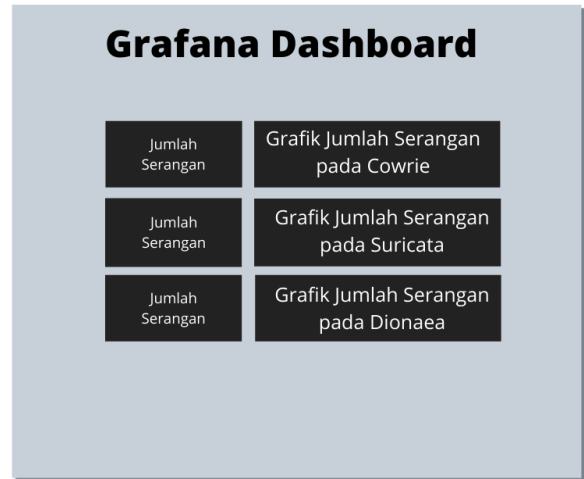 Grafana Dashboard
Jumlah
Serangan
Grafik Jumlah Serangan
pada Cowrie
Jumlah
Serangan
Grafik Jumlah Serangan
pada Suricata
Jumlah
Serangan
Grafik Jumlah Serangan
pada Dionaea